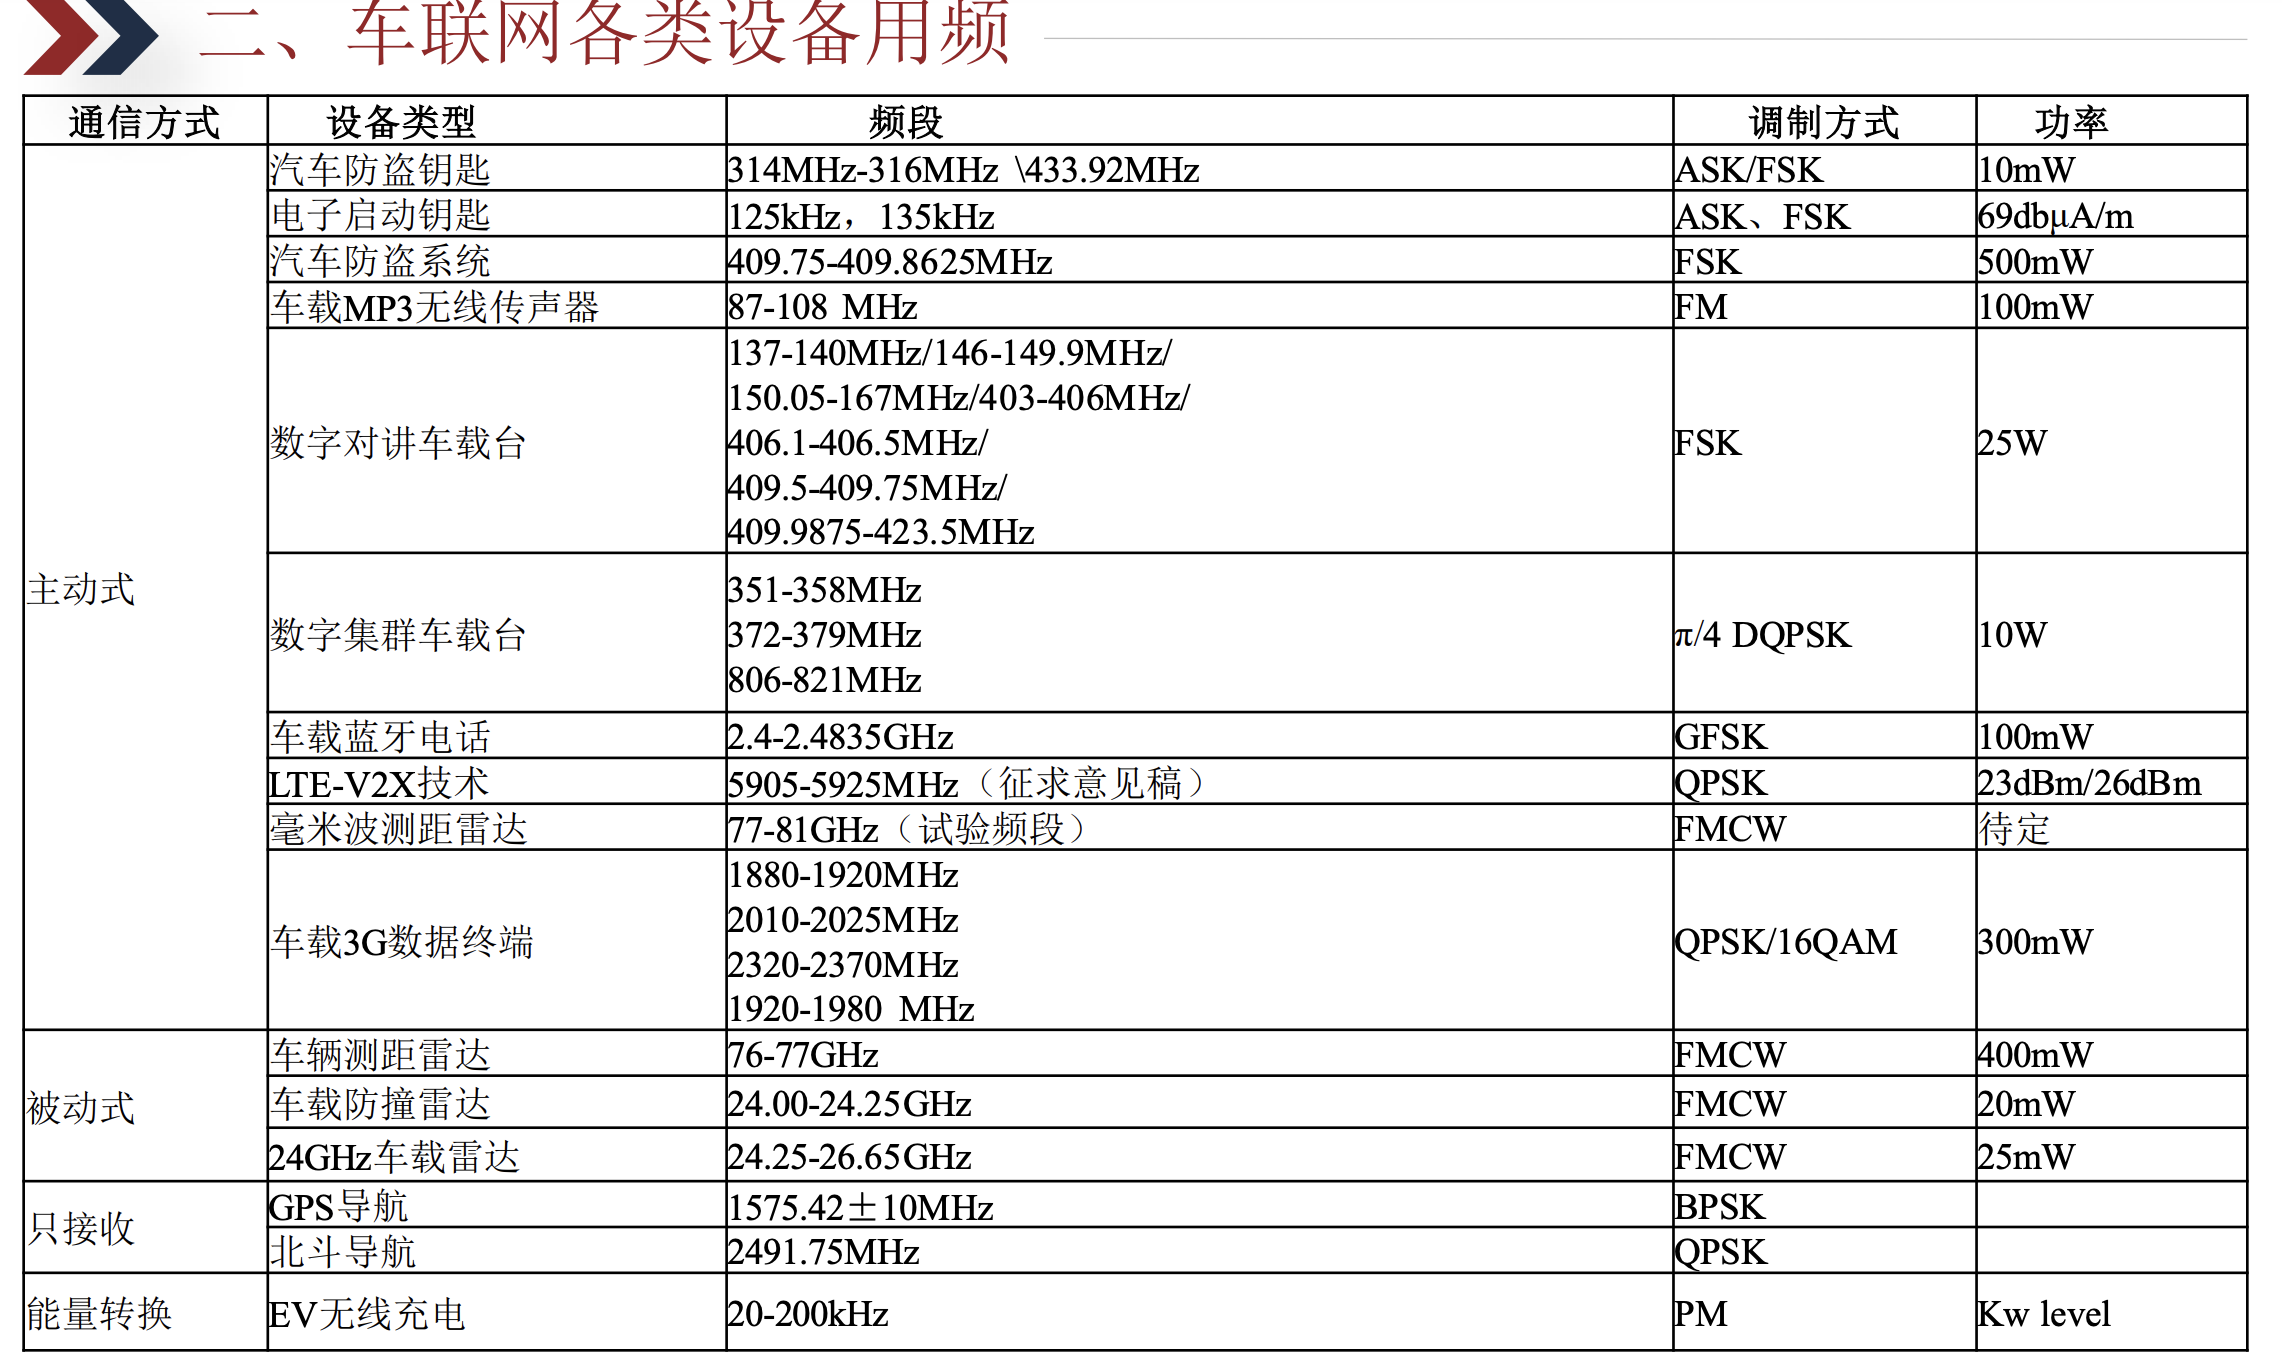 二、车联网各类设备用频
通信方式 设备类型 频段 调制方式 功率
主动式
汽车防盗钥匙 314MHz-316MHz \433.92MHz ASK/FSK 10mW
电子启动钥匙 125kHz，135kHz ASK、FSK 69dbμA/m
汽车防盗系统 409.75-409.8625MHz FSK 500mW
车载MP3无线传声器 87-108 MHz FM 100mW
数字对讲车载台
137-140MHz/146-149.9MHz/
150.05-167MHz/403-406MHz/
406.1-406.5MHz/
409.5-409.75MHz/
409.9875-423.5MHz
FSK 25W
数字集群车载台
351-358MHz
372-379MHz
806-821MHz
π/4 DQPSK 10W
车载蓝牙电话 2.4-2.4835GHz GFSK 100mW
LTE-V2X技术 5905-5925MHz（征求意见稿） QPSK 23dBm/26dBm
毫米波测距雷达 77-81GHz（试验频段） FMCW 待定
车载3G数据终端
1880-1920MHz
2010-2025MHz
2320-2370MHz
1920-1980 MHz
QPSK/16QAM 300mW
被动式
车辆测距雷达 76-77GHz FMCW 400mW
车载防撞雷达 24.00-24.25GHz FMCW 20mW
24GHz车载雷达 24.25-26.65GHz FMCW 25mW
只接收
GPS导航 1575.42±10MHz BPSK
北斗导航 2491.75MHz QPSK
能量转换 EV无线充电 20-200kHz PM Kw level